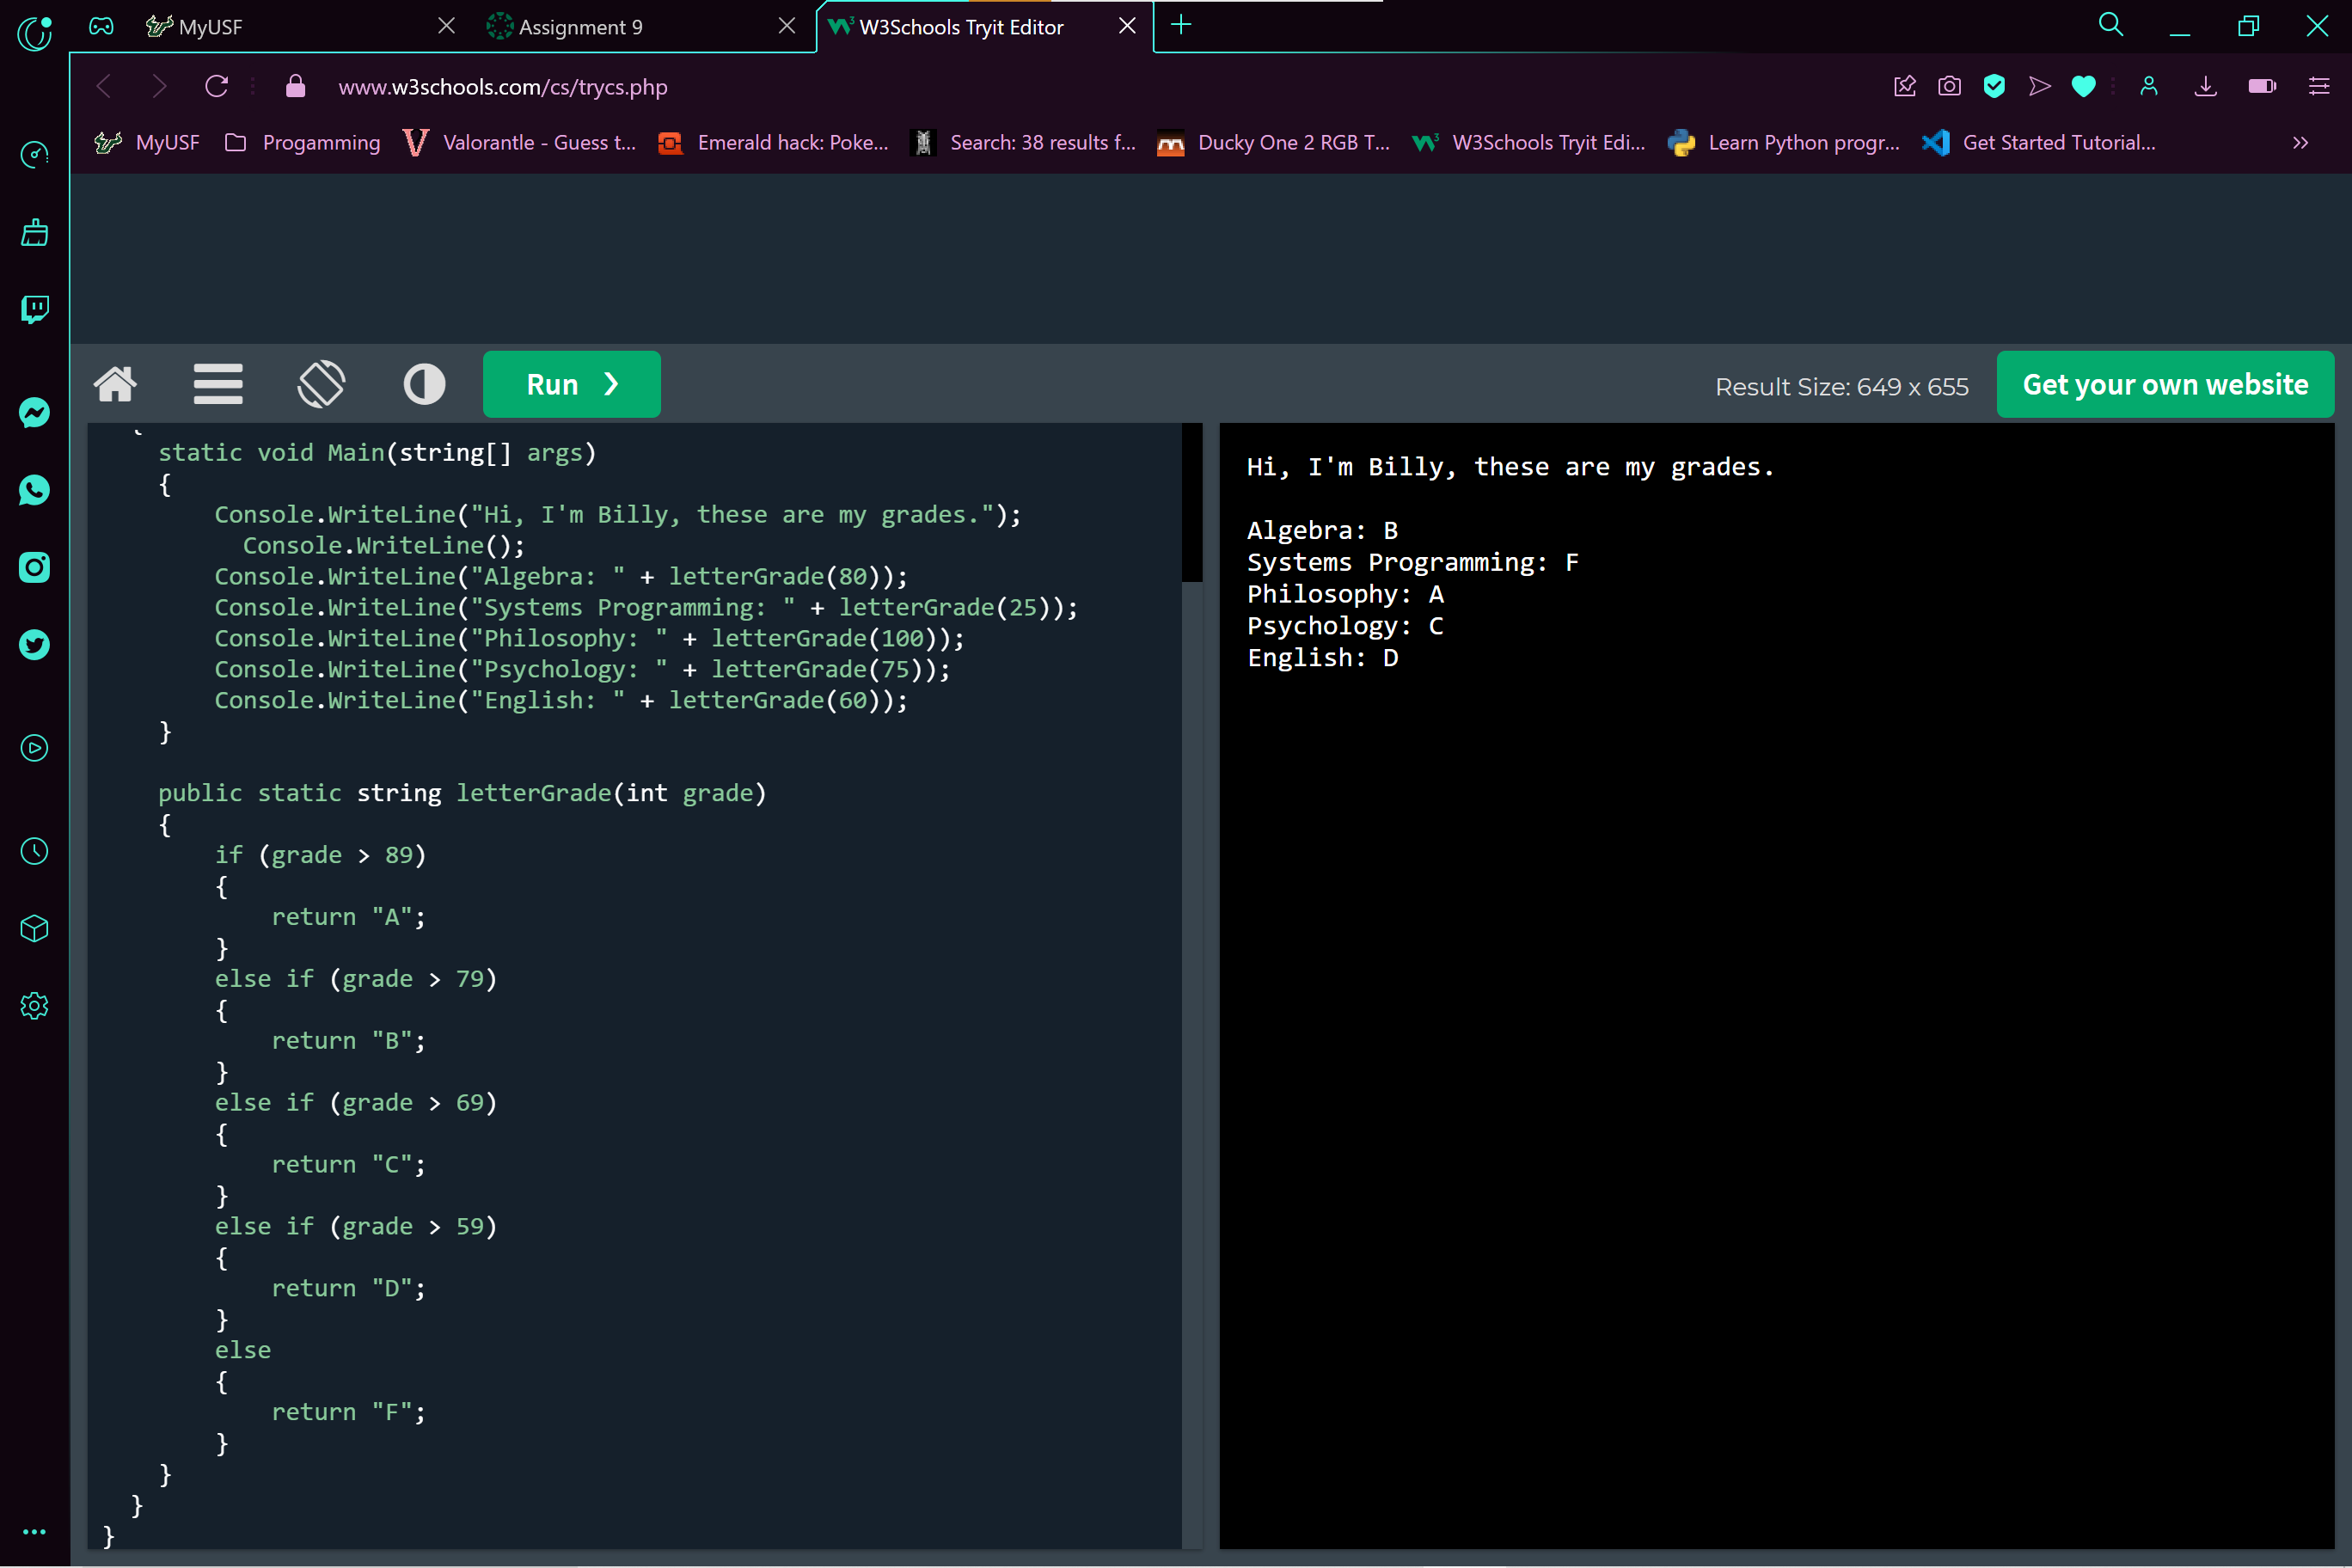 MyUSF
Assignment 9
W3Schools Tryit Editor
www.w3schools.com/cs/trycs.php
MyUSF
Progamming
Valorantle - Guess t...
Emerald hack: Poke...
Search: 38 results f...
Ducky One 2 RGB T...
W3Schools Tryit Edi...
Learn Python progr...
Get Started Tutorial...
Run ❯
Result Size: 649 x 655
Get your own website
{
static void Main(string[] args)
{
Console.WriteLine("Hi, I'm Billy, these are my grades.");
Console.WriteLine();
Console.WriteLine("Algebra: " + letterGrade(80));
Console.WriteLine("Systems Programming: " + letterGrade(25));
Console.WriteLine("Philosophy: " + letterGrade(100));
Console.WriteLine("Psychology: " + letterGrade(75));
Console.WriteLine("English: " + letterGrade(60));
}
public static string letterGrade(int grade)
{
if (grade > 89)
{
return "A";
}
else if (grade > 79)
{
return "B";
}
else if (grade > 69)
{
return "C";
}
else if (grade > 59)
{
return "D";
}
else
{
return "F";
}
}
}
}
Hi, I'm Billy, these are my grades.
Algebra: B
Systems Programming: F
Philosophy: A
Psychology: C
English: D